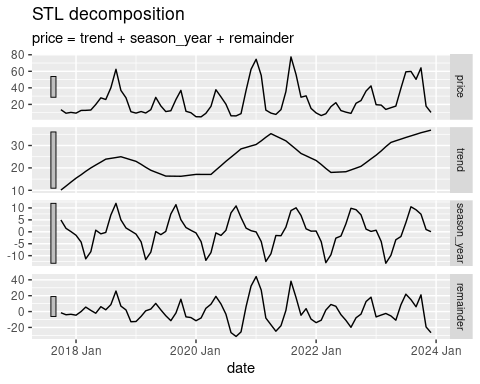 STL decomposition
price = trend + season_year + remainder
80
60
40
20
price
30
20
10
trend
10
5
0
-5
-10
season_year
40
20
0
-20
remainder
2018 Jan 2020 Jan 2022 Jan 2024 Jan
date